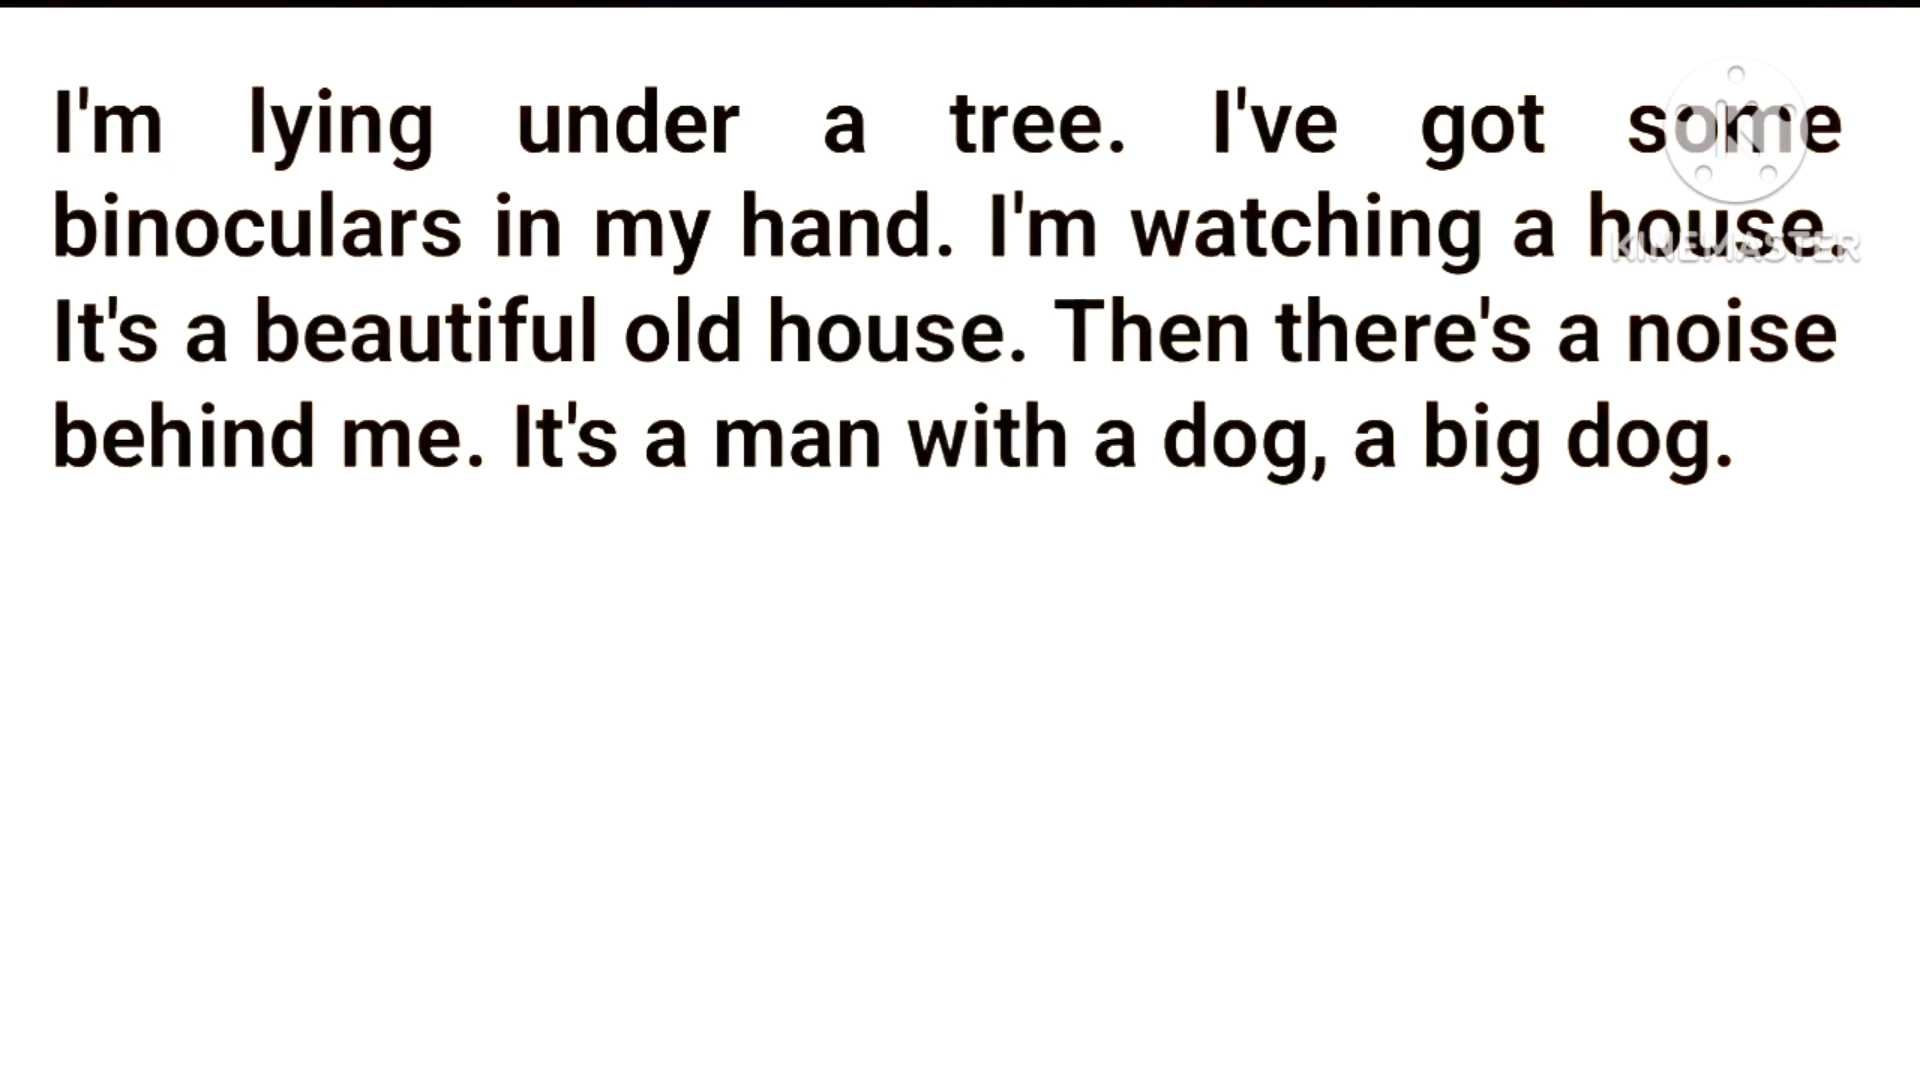 I'm lying under a tree. I've got some
binoculars in my hand. I'm watching a house.
It's a beautiful old house. Then there's a noise
behind me. It's a man with a dog, a big dog.
KINEMASTER